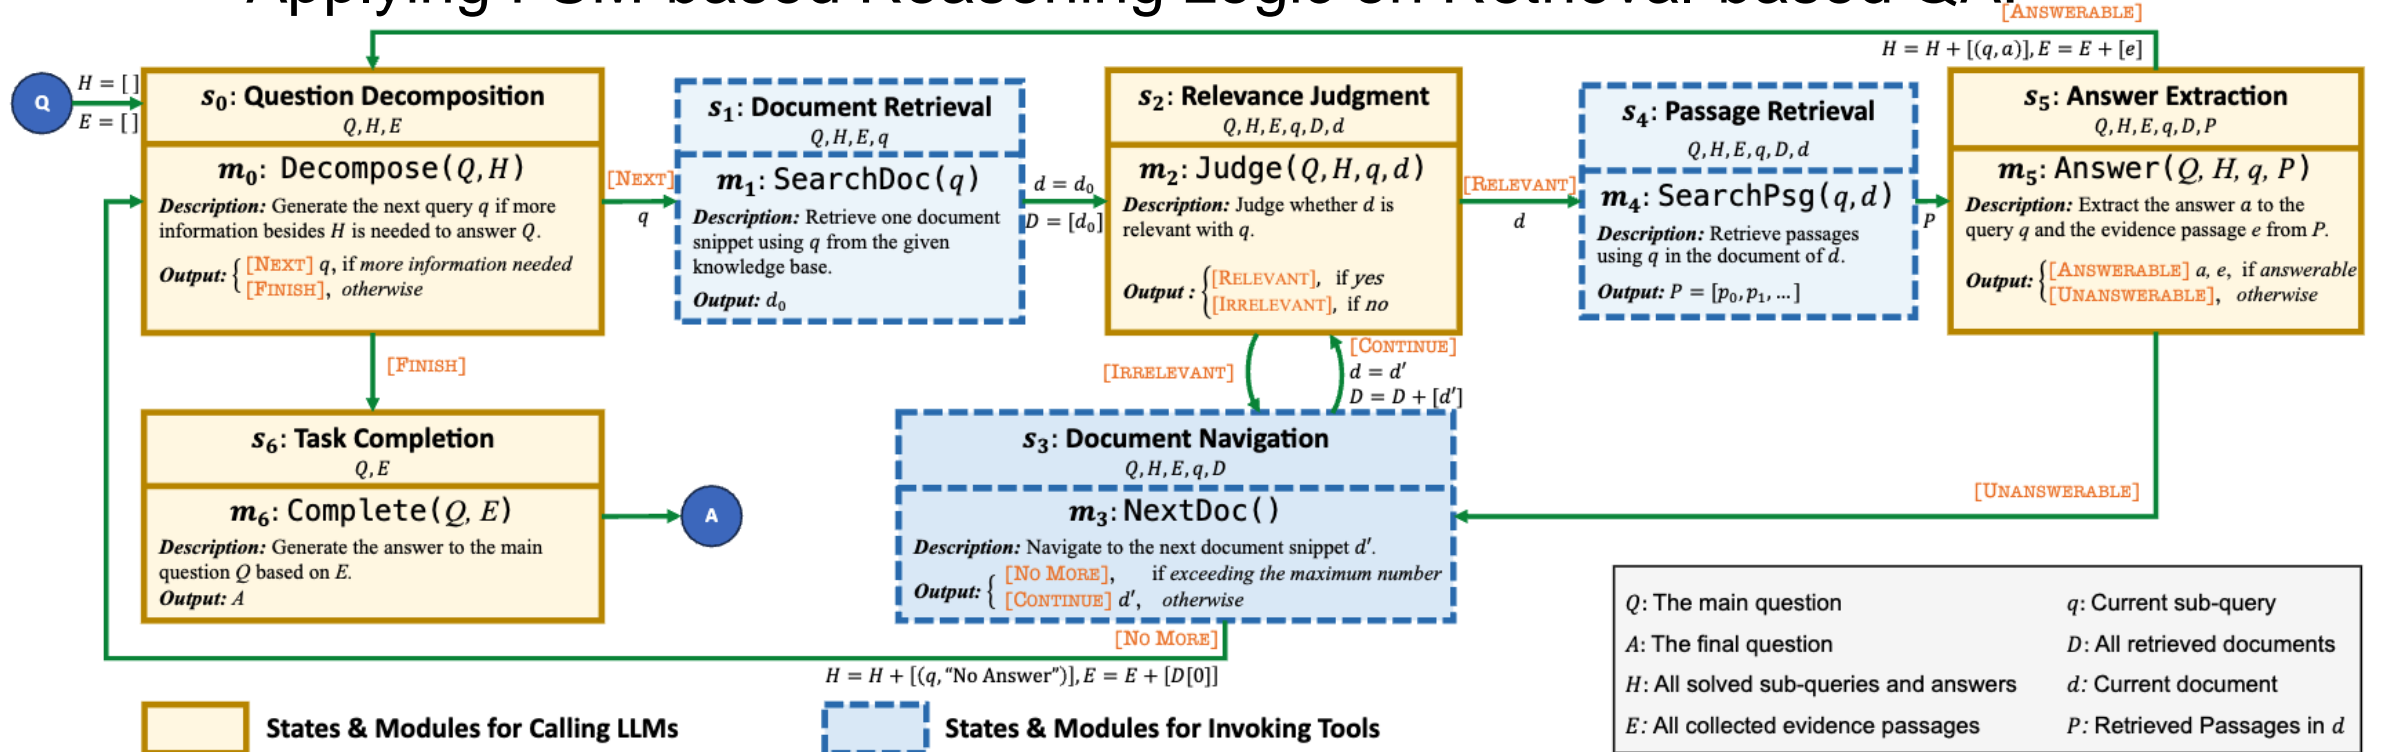 Applying FSM-based Reasoning Logic on Retrieval-based QA.
[ANSWERABLE]
H = H + [(q, a)], E = E + [e]
Q
H = [ ]
E = [ ]
s0: Question Decomposition
Q, H, E
m0: Decompose(Q, H)
Description: Generate the next query q if more
information besides H is needed to answer Q.
Output: { [NEXT] q, if more information needed
[FINISH], otherwise
[NEXT]
q
s1: Document Retrieval
Q, H, E, q
m1: SearchDoc(q)
Description: Retrieve one document
snippet using q from the given
knowledge base.
Output: d0
d = d0
D = [d0]
s2: Relevance Judgment
Q, H, E, q, D, d
m2: Judge(Q, H, q, d)
Description: Judge whether d is
relevant with q.
Output : { [RELEVANT], if yes
[IRRELEVANT], if no
[RELEVANT]
d
s4: Passage Retrieval
Q, H, E, q, D, d
m4: SearchPsg(q, d)
Description: Retrieve passages
using q in the document of d.
Output: P = [p0, p1, ...]
P
s5: Answer Extraction
Q, H, E, q, D, P
m5: Answer(Q, H, q, P)
Description: Extract the answer a to the
query q and the evidence passage e from P.
Output: { [ANSWERABLE] a, e, if answerable
[UNANSWERABLE], otherwise
[FINISH]
[IRRELEVANT]
[CONTINUE]
d = d′
D = D + [d′]
s6: Task Completion
Q, E
m6: Complete(Q, E)
Description: Generate the answer to the main
question Q based on E.
Output: A
A
s3: Document Navigation
Q, H, E, q, D
m3: NextDoc()
Description: Navigate to the next document snippet d′.
Output: { [NO MORE], if exceeding the maximum number
[CONTINUE] d′, otherwise
[UNANSWERABLE]
[NO MORE]
H = H + [(q, “No Answer”)], E = E + [D[0]]
Q: The main question
A: The final question
H: All solved sub-queries and answers
E: All collected evidence passages
q: Current sub-query
D: All retrieved documents
d: Current document
P: Retrieved Passages in d
States & Modules for Calling LLMs
States & Modules for Invoking Tools